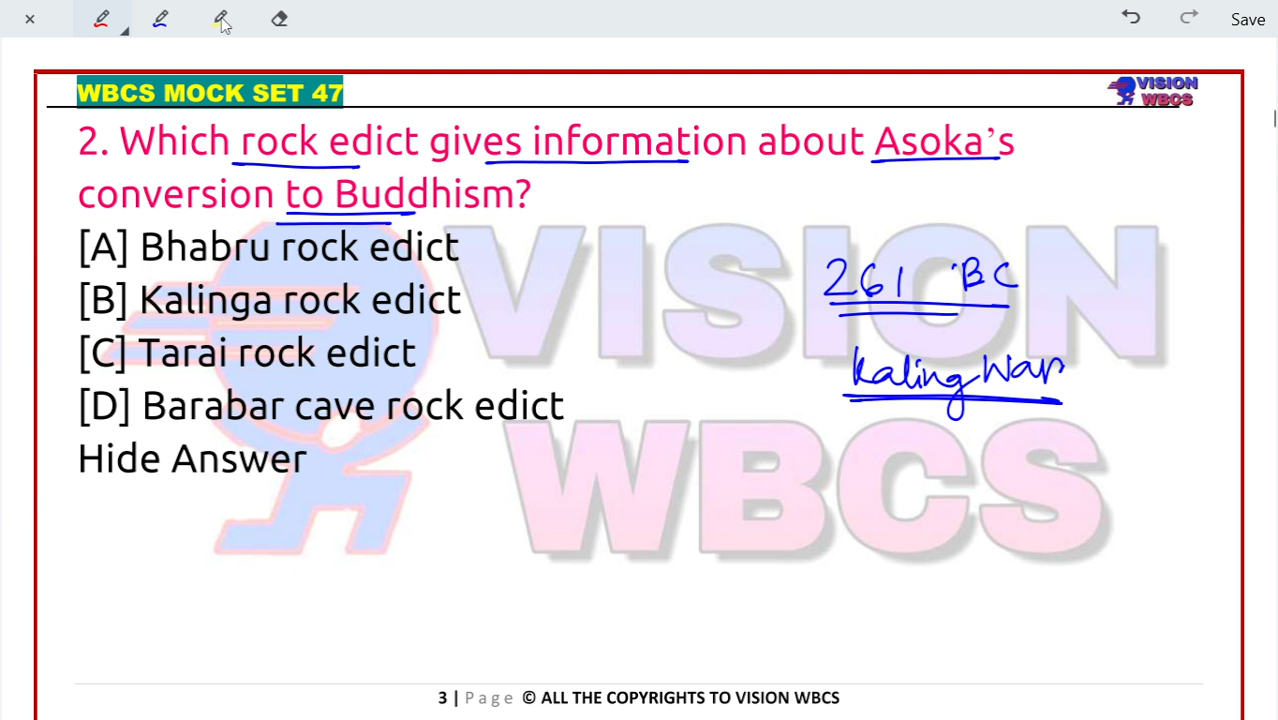 Save
WBCS MOCK SET 47
VISION
WBCS
2. Which rock edict gives information about Asoka’s
conversion to Buddhism?
[A] Bhabru rock edict
[B] Kalinga rock edict
[C] Tarai rock edict
[D] Barabar cave rock edict
Hide Answer
261 BC
Kaling War
VISION
WBCS
3 | Page © ALL THE COPYRIGHTS TO VISION WBCS